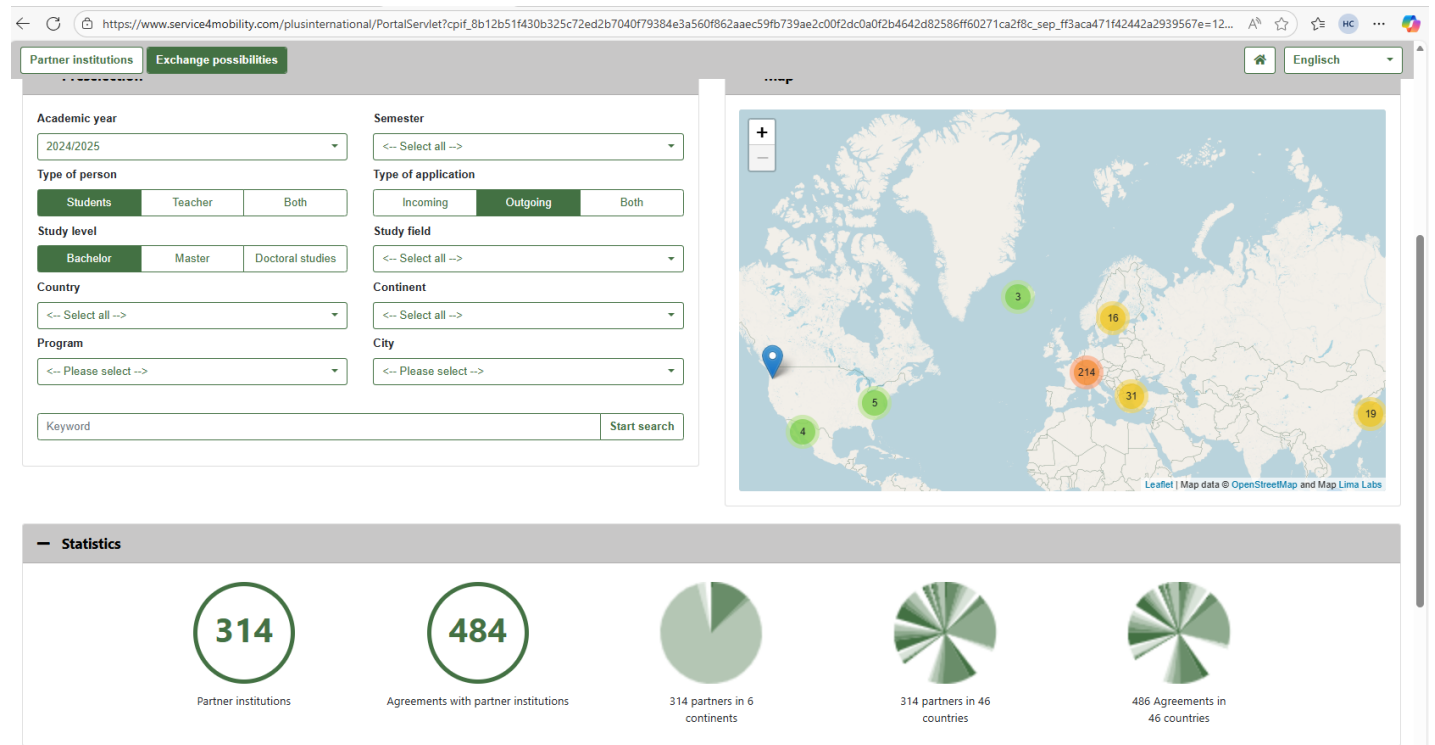 https://www.service4mobility.com/plusinternational/PortalServlet?cpif_8b12b51f430b325c72ed2b7040f79384e3a560f862aaec59fb739ae2c00f2dc0a0f2b4642d82586ff60271ca2f8c_sep_ff3aca471f42442a2939567e=12...
HC
Partner institutions
Exchange possibilities
Englisch
Preselection
Map
Academic year
Semester
2024/2025
<-- Select all -->
Type of person
Type of application
Students
Teacher
Both
Incoming
Outgoing
Both
Study level
Study field
Bachelor
Master
Doctoral studies
<-- Select all -->
Country
Continent
<-- Select all -->
<-- Select all -->
Program
City
<-- Please select -->
<-- Please select -->
Keyword
Start search
+
−
3
16
214
31
5
4
19
Leaflet | Map data © OpenStreetMap and Map Lima Labs
Statistics
314
Partner institutions
484
Agreements with partner institutions
314 partners in 6
continents
314 partners in 46
countries
486 Agreements in
46 countries